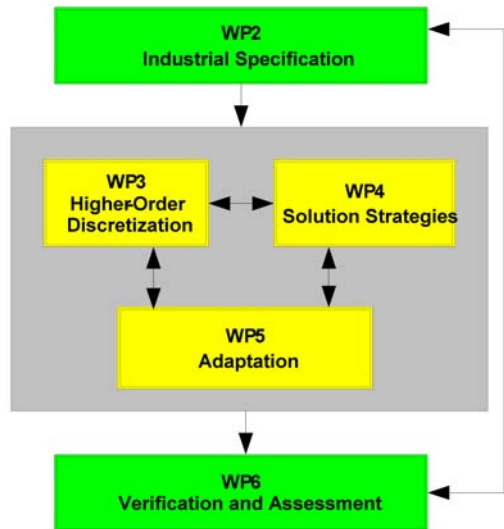 WP2
Industrial Specification
WP3
Higher-Order
Discretization
WP4
Solution Strategies
WP5
Adaptation
WP6
Verification and Assessment